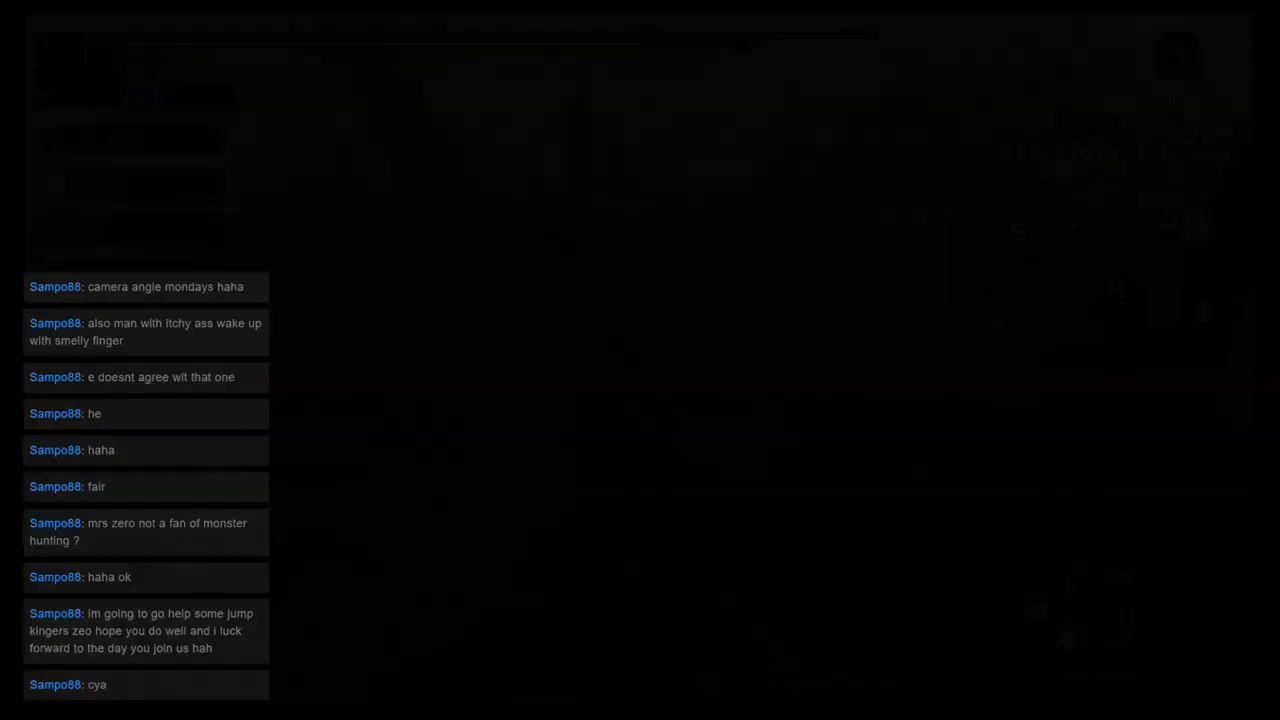 Sampo88: camera angle mondays haha
Sampo88: also man with itchy ass wake up
with smelly finger
Sampo88: e doesnt agree wit that one
Sampo88: he
Sampo88: haha
Sampo88: fair
Sampo88: mrs zero not a fan of monster
hunting ?
Sampo88: haha ok
Sampo88: im going to go help some jump
kingers zeo hope you do well and i luck
forward to the day you join us hah
Sampo88: cya